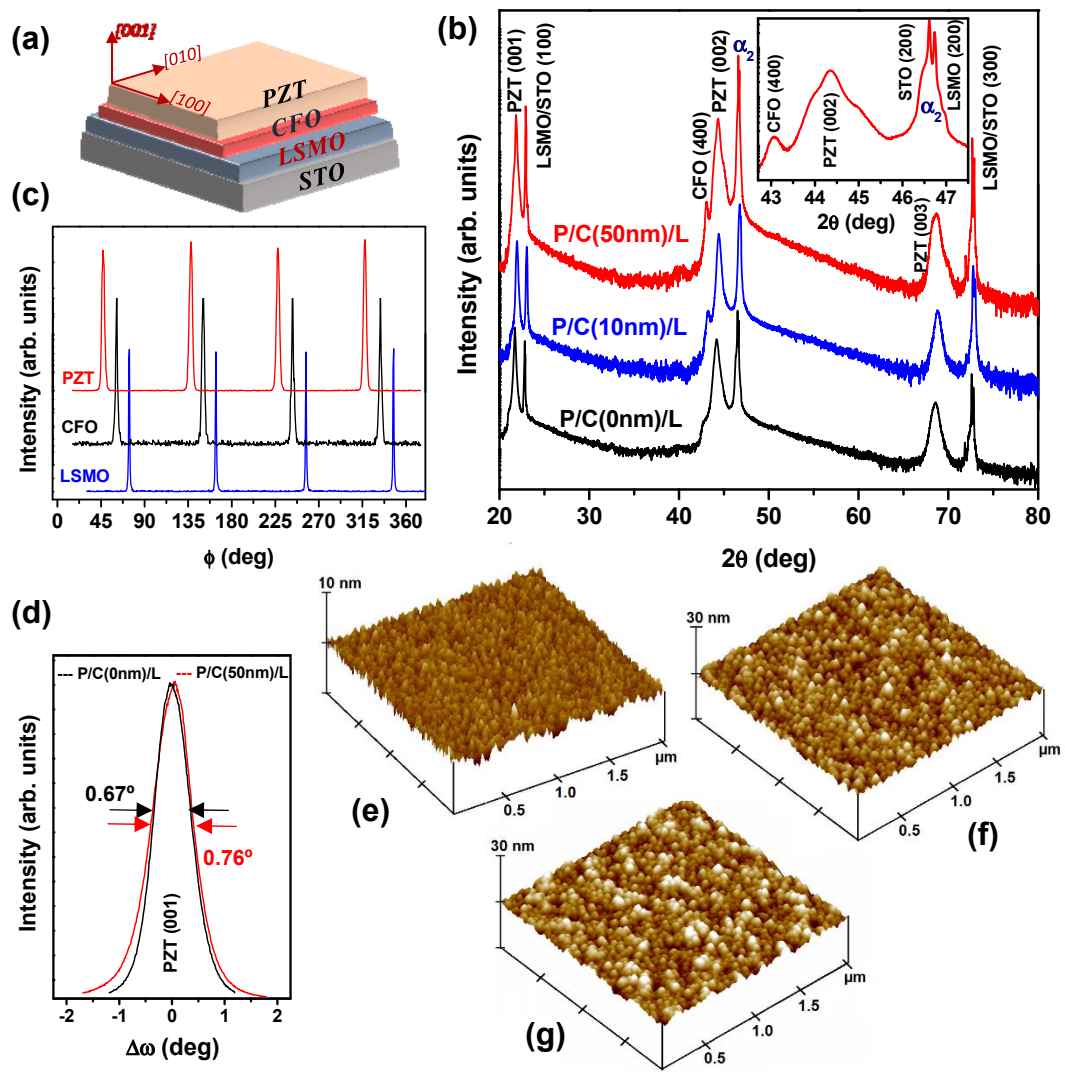 (a)
[001]
[010]
[100]
PZT
CFO
LSMO
STO
(b)
Intensity (arb. units)
PZT (001)
LSMO/STO (100)
CFO (400)
PZT (002)
α2
PZT (003)
LSMO/STO (300)
P/C(50nm)/L
P/C(10nm)/L
P/C(0nm)/L
20 30 40 50 60 70 80
2θ (deg)
CFO (400)
PZT (002)
STO (200)
α2
LSMO (200)
43 44 45 46 47
2θ (deg)
(c)
Intensity (arb. units)
PZT
CFO
LSMO
0 45 90 135 180 225 270 315 360
ϕ (deg)
(d)
Intensity (arb. units)
P/C(0nm)/L P/C(50nm)/L
0.67º
0.76º
PZT (001)
-2 -1 0 1 2
Δω (deg)
10 nm
0.5 1.0 1.5 µm
(e)
30 nm
0.5 1.0 1.5 µm
(f)
30 nm
0.5 1.0 1.5 µm
(g)